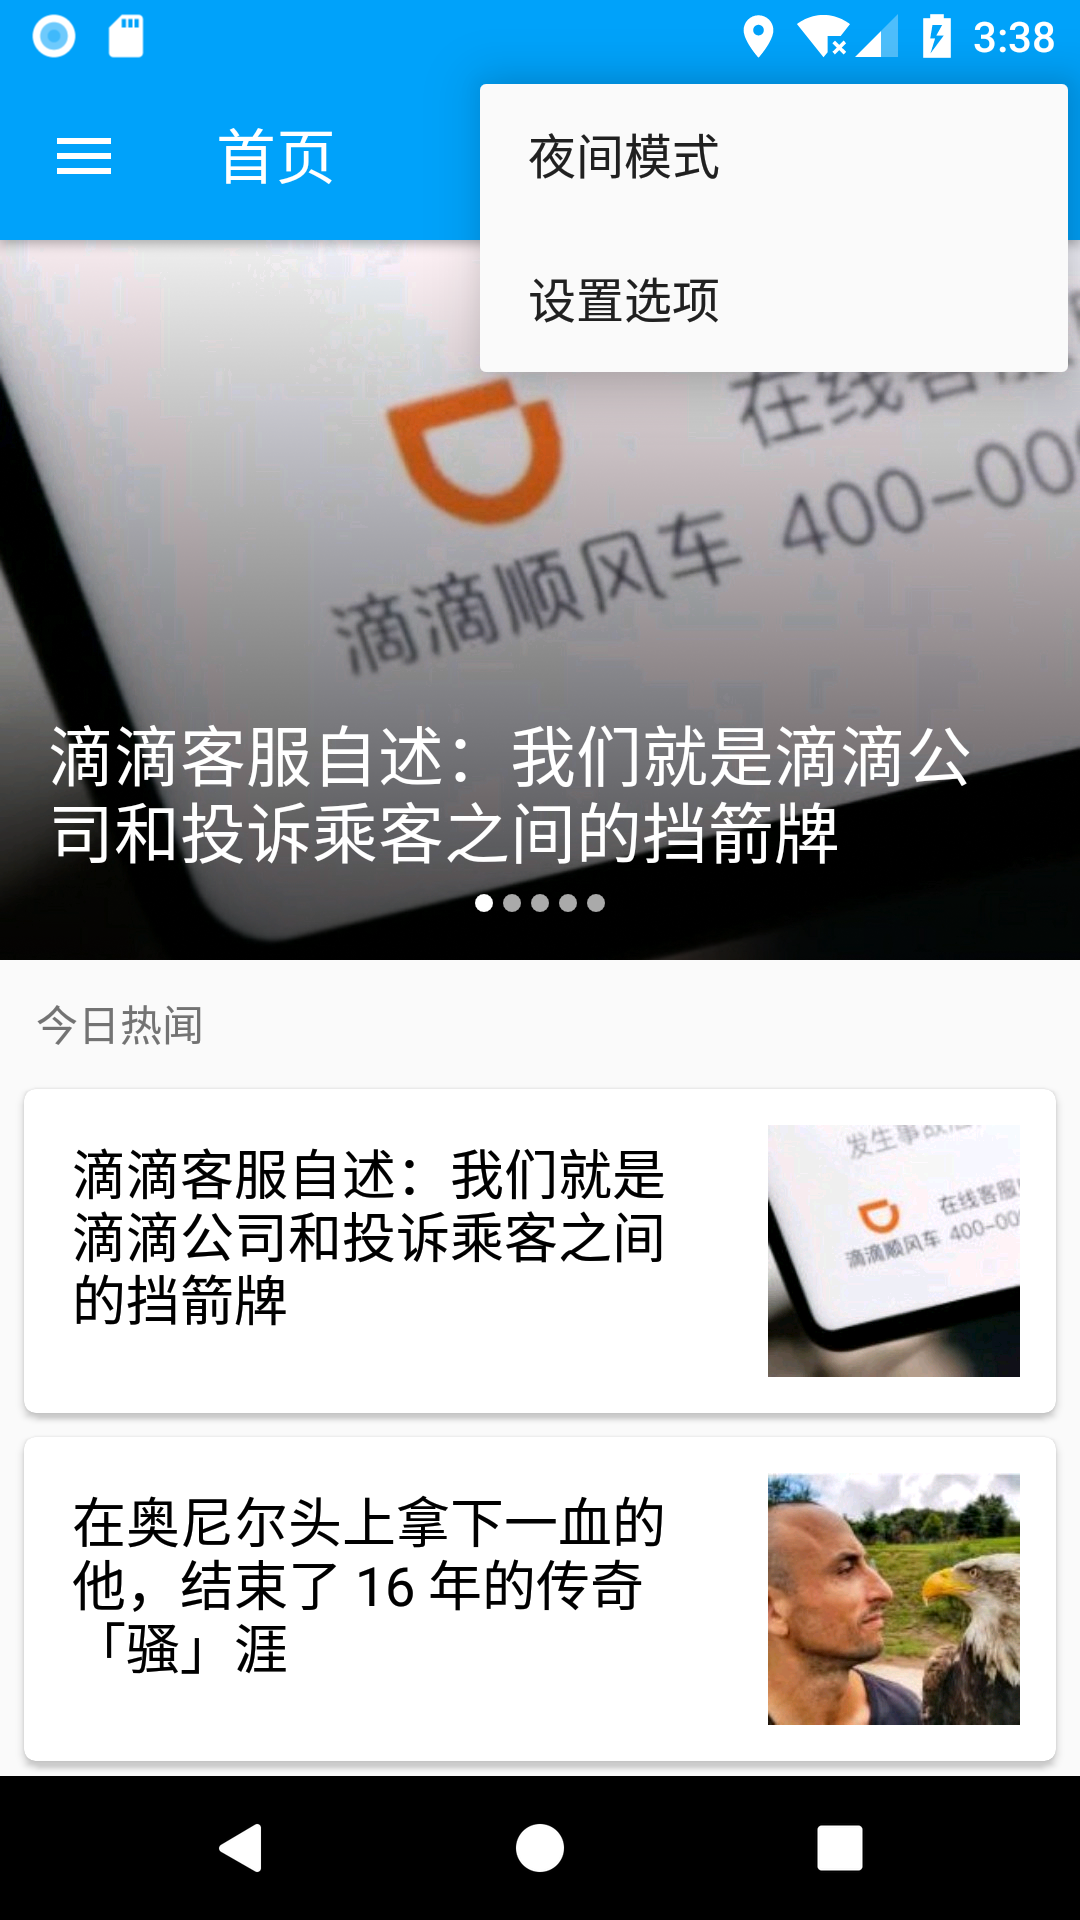 3:38
首页
夜间模式
设置选项
在线客服
滴滴顺风车 400-00
滴滴客服自述：我们就是滴滴公
司和投诉乘客之间的挡箭牌
今日热闻
滴滴客服自述：我们就是
滴滴公司和投诉乘客之间
的挡箭牌
发生事故
在线客服
滴滴顺风车 400-00
在奥尼尔头上拿下一血的
他，结束了 16 年的传奇
「骚」涯